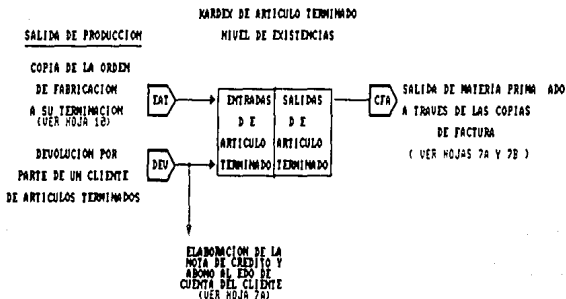 KARDEX DE ARTICULO TERMINADO
NIVEL DE EXISTENCIAS
SALIDA DE PRODUCCION
COPIA DE LA ORDEN
DE FABRICACION
A SU TERMINACION
(VER HOJA 10)
EAT
DEVOLUCION POR
PARTE DE UN CLIENTE
DE ARTICULOS TERMINADOS
DEV
ENTRADAS
DE
ARTICULO
TERMINADO
SALIDAS
DE
ARTICULO
TERMINADO
CFA
SALIDA DE MATERIA PRIMA ADO
A TRAVES DE LAS COPIAS
DE FACTURA
( VER HOJAS 7A Y 7B )
ELABORACION DE LA
NOTA DE CREDITO Y
ABONO AL EDO DE
CUENTA DEL CLIENTE
(VER HOJA 7A)